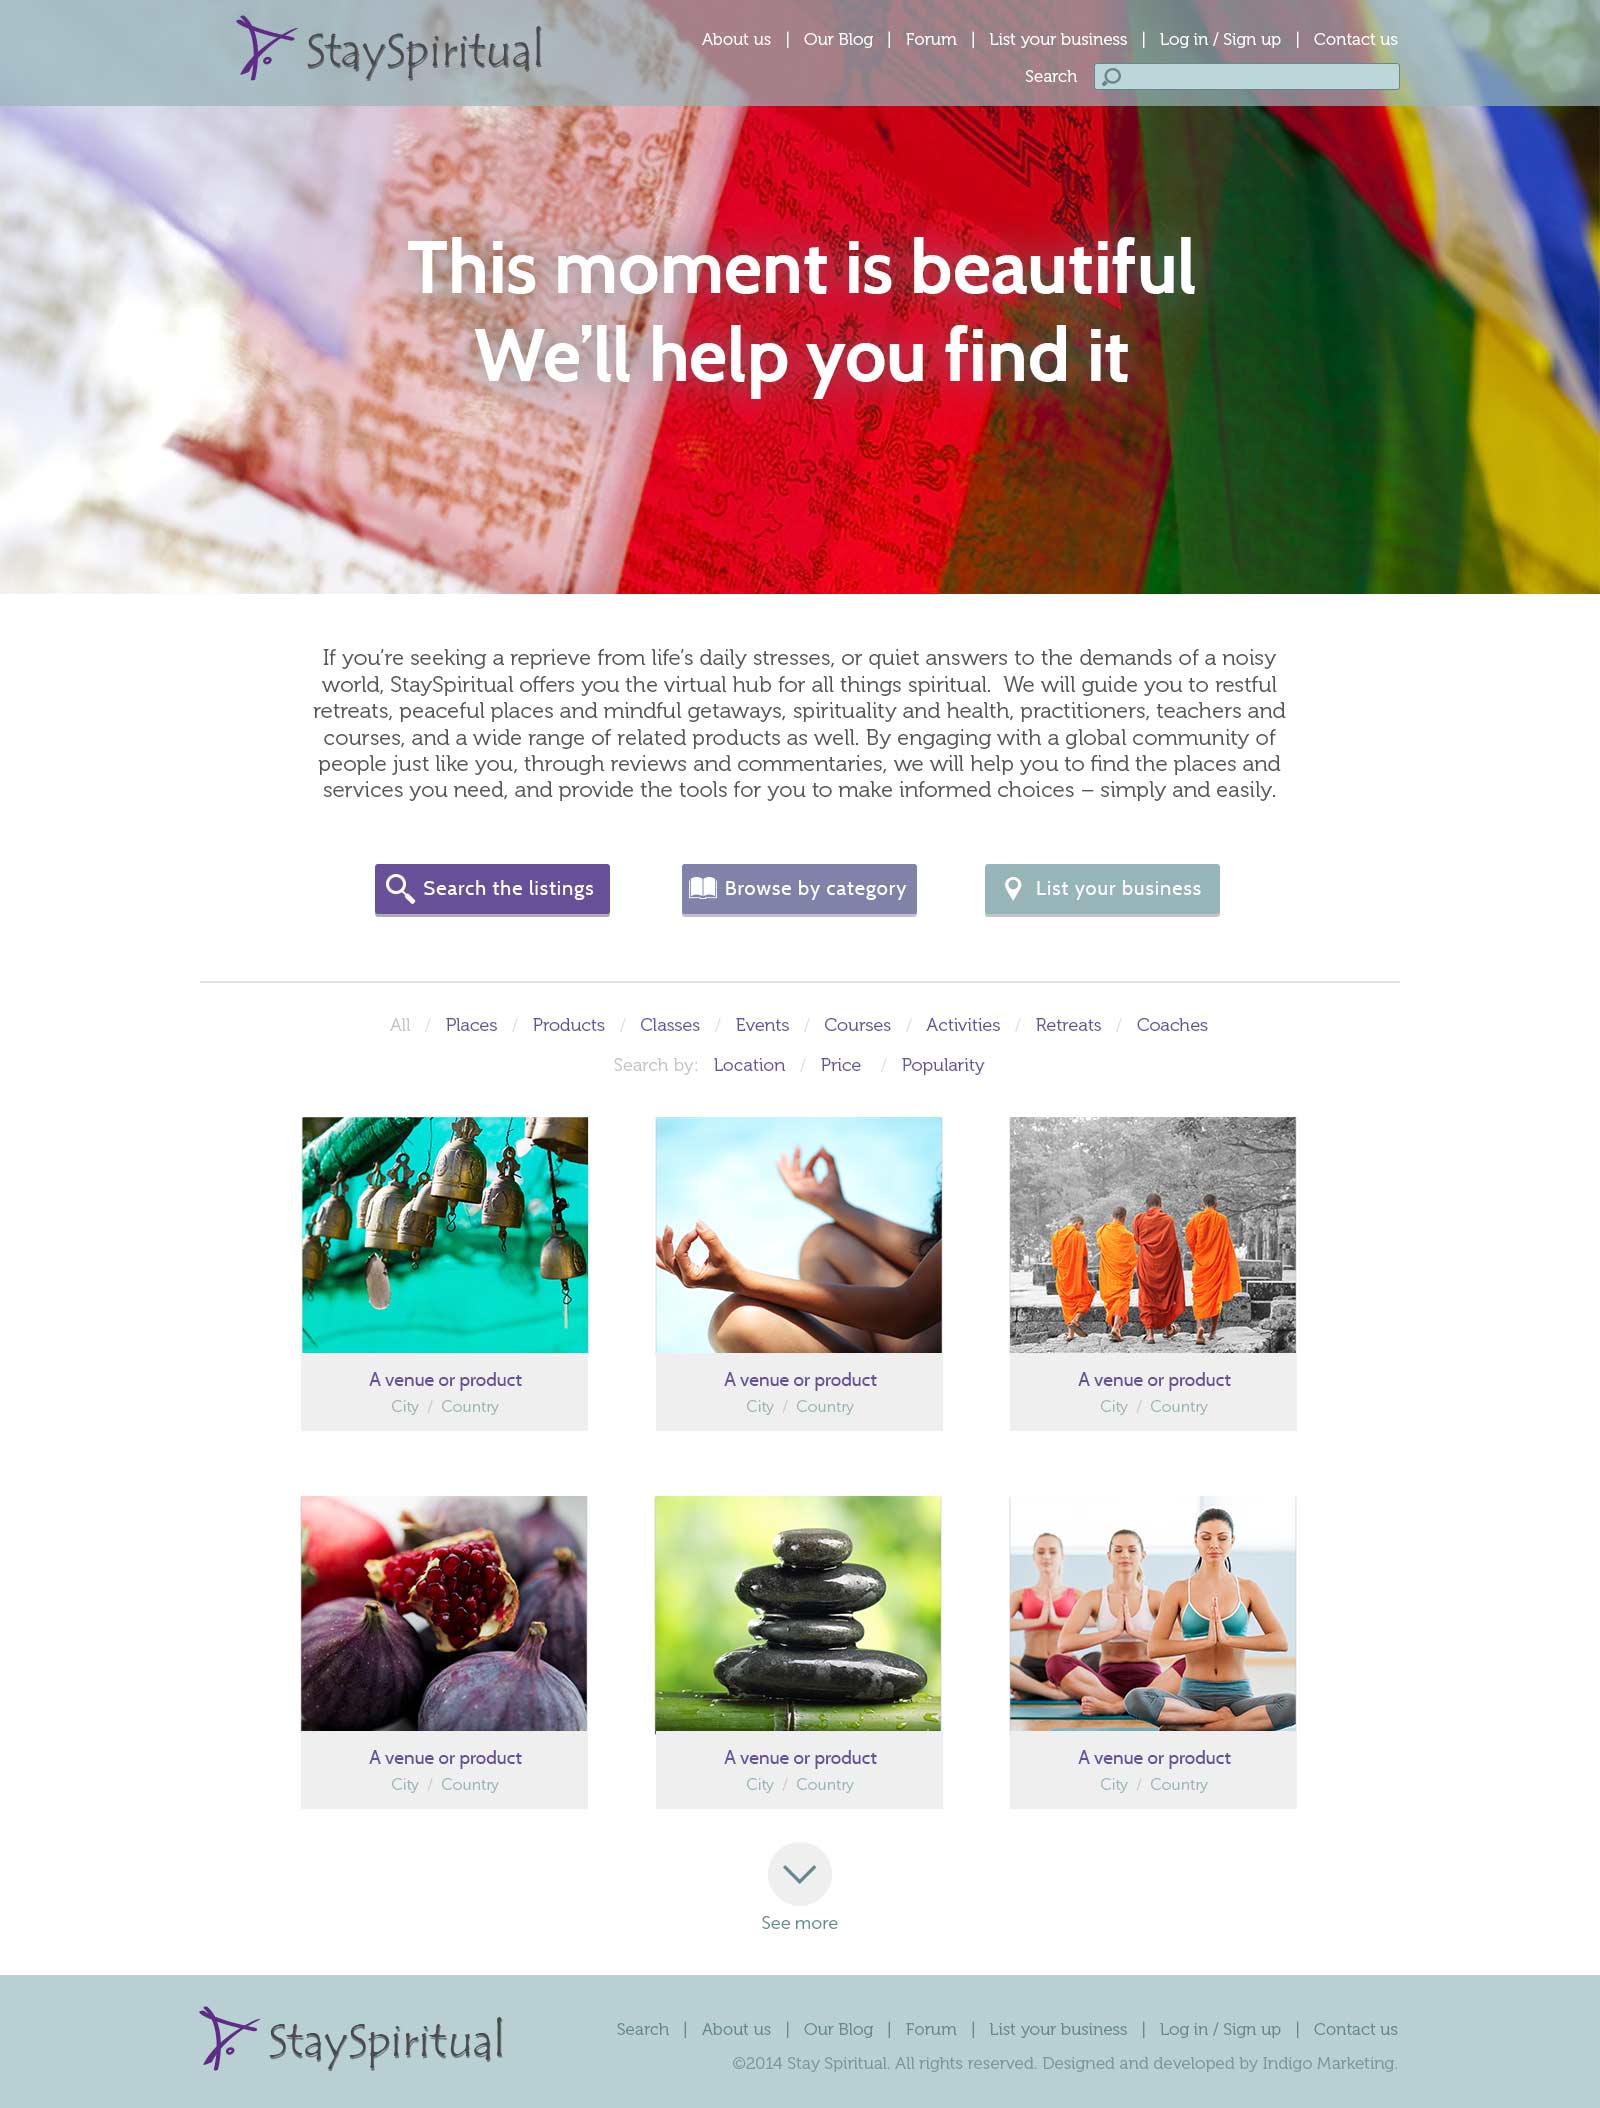 StaySpiritual
About us | Our Blog | Forum | List your business | Log in / Sign up | Contact us
Search
This moment is beautiful
We’ll help you find it
If you’re seeking a reprieve from life’s daily stresses, or quiet answers to the demands of a noisy
world, StaySpiritual offers you the virtual hub for all things spiritual.  We will guide you to restful
retreats, peaceful places and mindful getaways, spirituality and health, practitioners, teachers and
courses, and a wide range of related products as well. By engaging with a global community of
people just like you, through reviews and commentaries, we will help you to find the places and
services you need, and provide the tools for you to make informed choices – simply and easily.
Search the listings
Browse by category
List your business
All / Places / Products / Classes / Events / Courses / Activities / Retreats / Coaches
Search by: Location / Price / Popularity
A venue or product
City / Country
A venue or product
City / Country
A venue or product
City / Country
A venue or product
City / Country
A venue or product
City / Country
A venue or product
City / Country
See more
StaySpiritual
Search | About us | Our Blog | Forum | List your business | Log in / Sign up | Contact us
©2014 Stay Spiritual. All rights reserved. Designed and developed by Indigo Marketing.